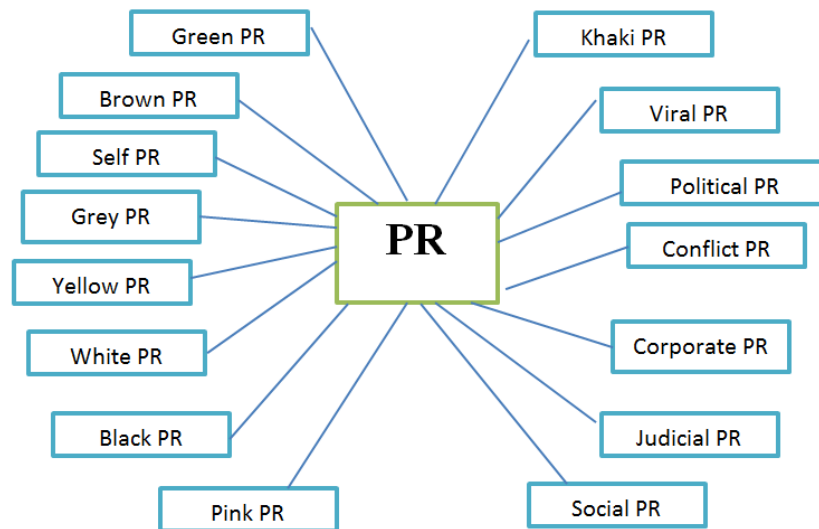 Green PR
Khaki PR
Brown PR
Viral PR
Self PR
Political PR
Grey PR
PR
Conflict PR
Yellow PR
White PR
Corporate PR
Black PR
Judicial PR
Pink PR
Social PR